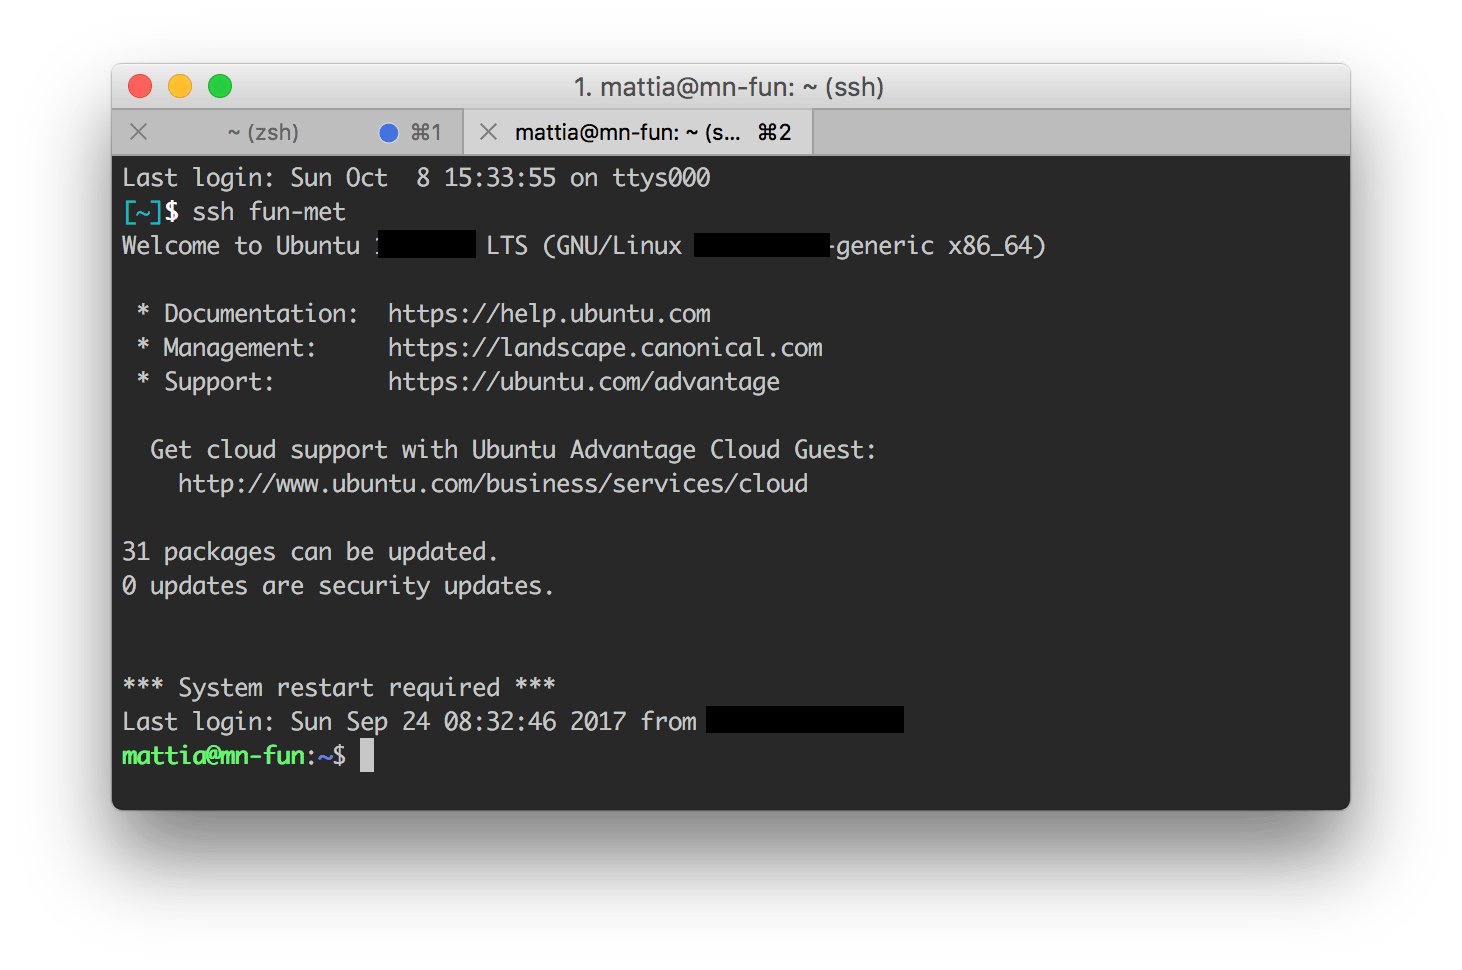 1. mattia@mn-fun: ~ (ssh)
~ (zsh) ⌘1 mattia@mn-fun: ~ (s... ⌘2
Last login: Sun Oct  8 15:33:55 on ttys000
[~]$ ssh fun-met
Welcome to Ubuntu LTS (GNU/Linux -generic x86_64)
* Documentation:  https://help.ubuntu.com
* Management:     https://landscape.canonical.com
* Support:        https://ubuntu.com/advantage
Get cloud support with Ubuntu Advantage Cloud Guest:
http://www.ubuntu.com/business/services/cloud
31 packages can be updated.
0 updates are security updates.
*** System restart required ***
Last login: Sun Sep 24 08:32:46 2017 from
mattia@mn-fun:~$